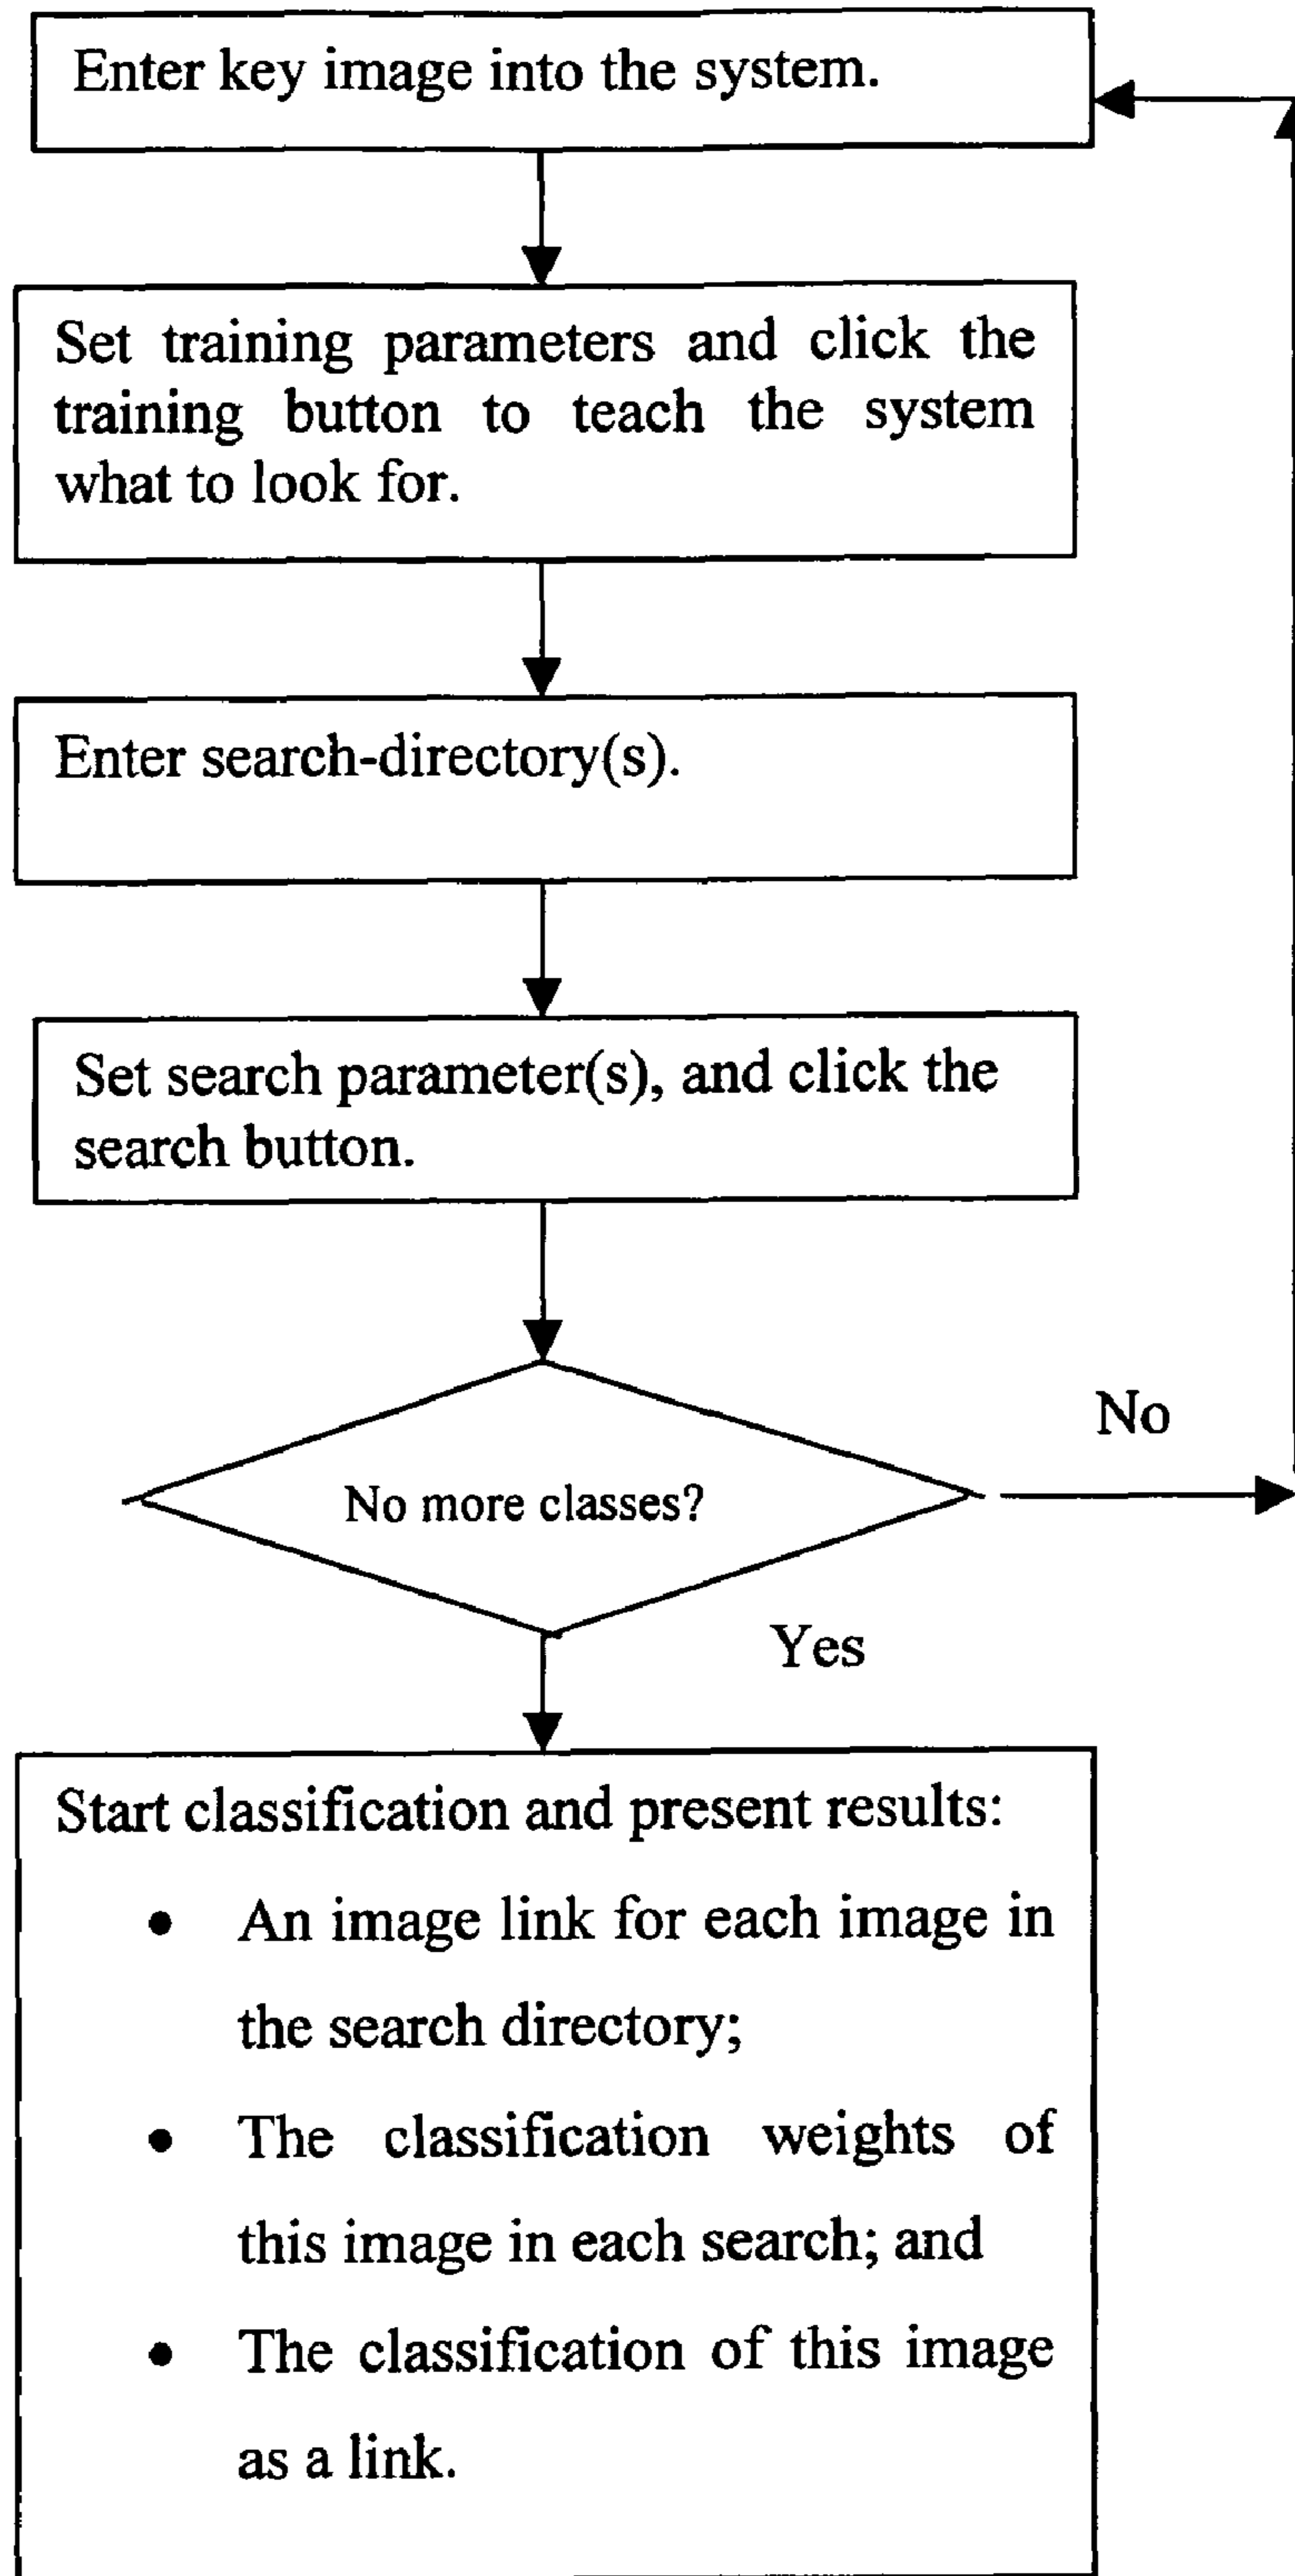 Enter key image into the system.
Set training parameters and click the
training button to teach the system
what to look for.
Enter search-directory(s).
Set search parameter(s), and click the
search button.
No
No more classes?
Yes
Start classification and present results:
• An image link for each image in
the search directory;
• The classification weights of
this image in each search; and
• The classification of this image
as a link.